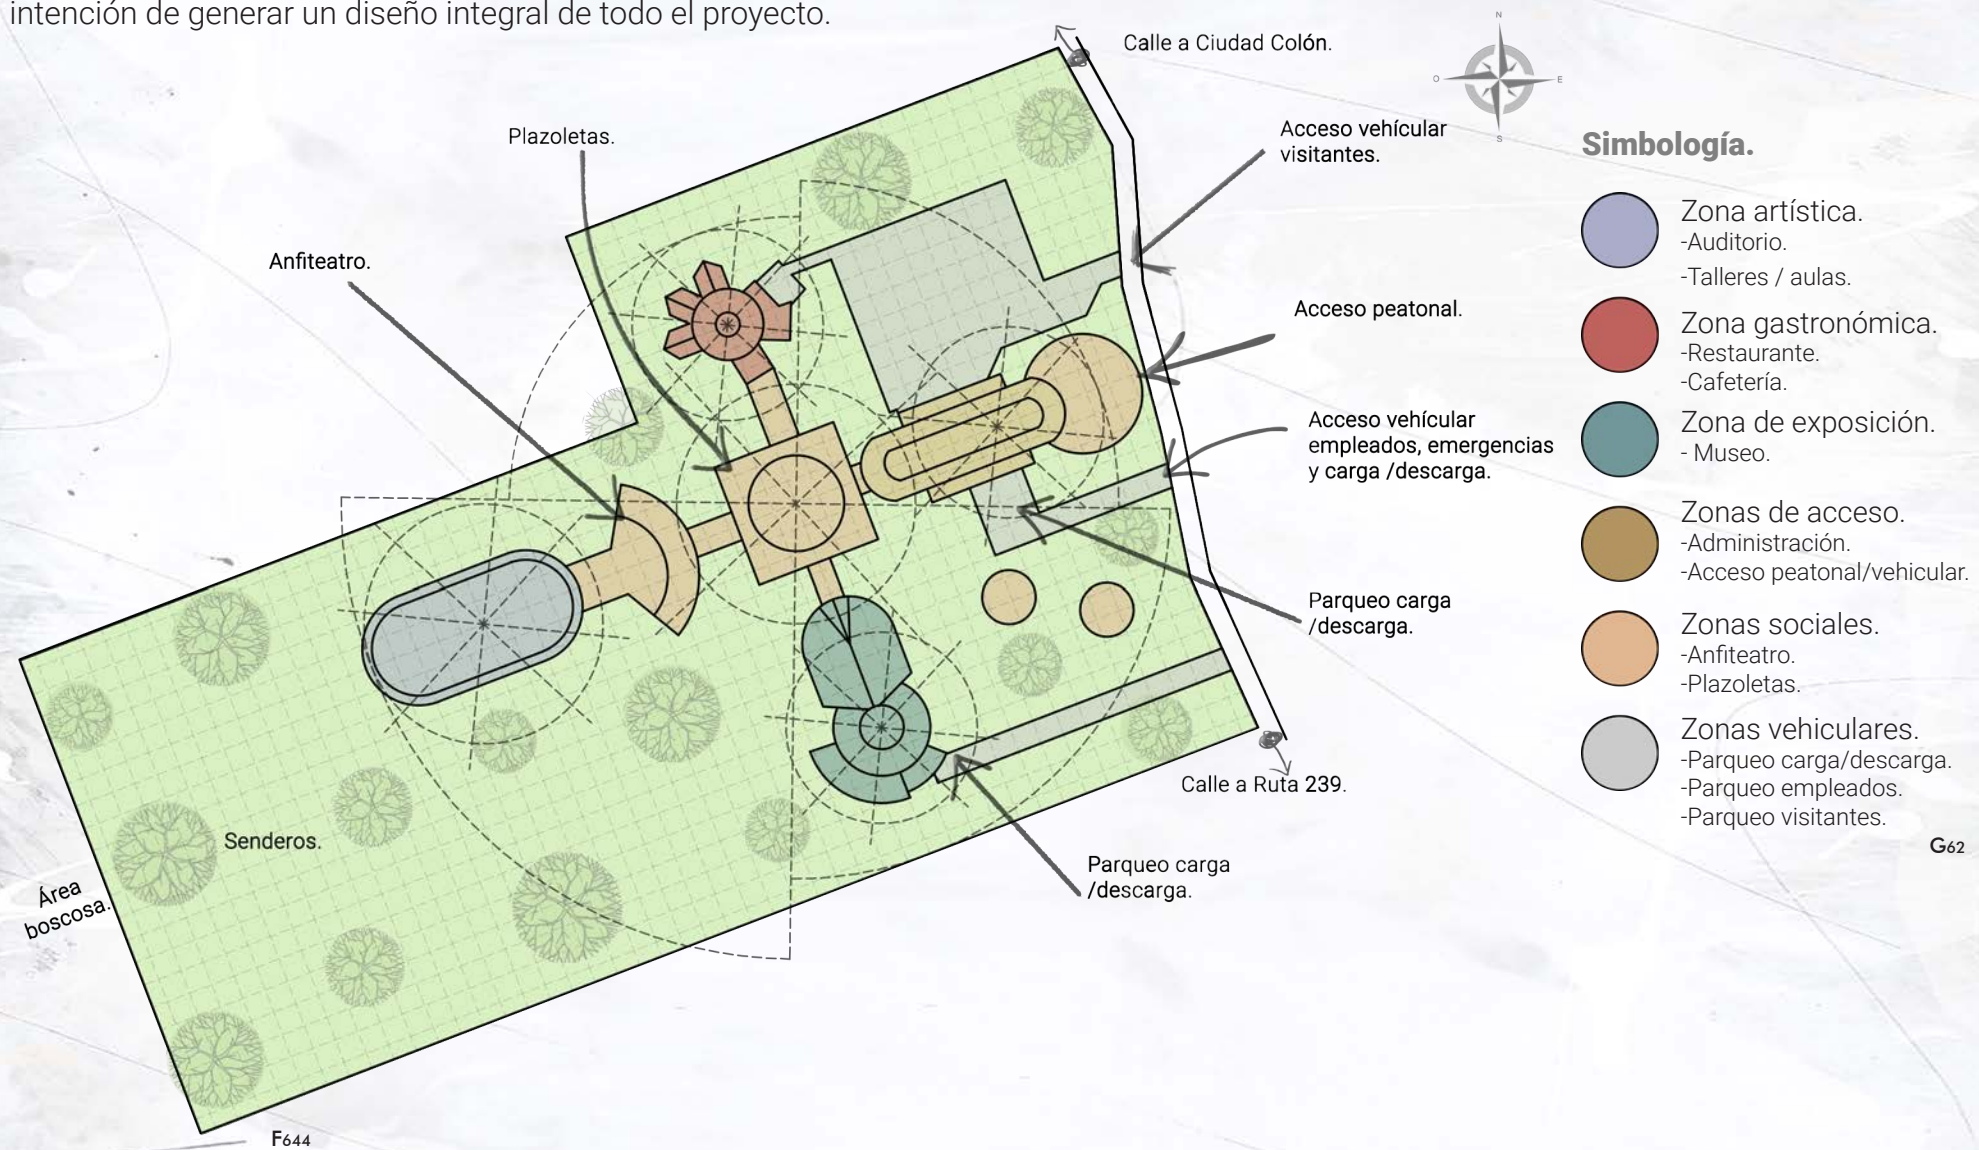 intención de generar un diseño integral de todo el proyecto.
Calle a Ciudad Colón.
N
O
E
S
Plazoletas.
Acceso vehícular
visitantes.
Anfiteatro.
Acceso peatonal.
Acceso vehícular
empleados, emergencias
y carga /descarga.
Parqueo carga
/descarga.
Calle a Ruta 239.
Senderos.
Área
boscosa.
Parqueo carga
/descarga.
F644
Simbología.
Zona artística.
-Auditorio.
-Talleres / aulas.
Zona gastronómica.
-Restaurante.
-Cafetería.
Zona de exposición.
- Museo.
Zonas de acceso.
-Administración.
-Acceso peatonal/vehicular.
Zonas sociales.
-Anfiteatro.
-Plazoletas.
Zonas vehiculares.
-Parqueo carga/descarga.
-Parqueo empleados.
-Parqueo visitantes.
G62